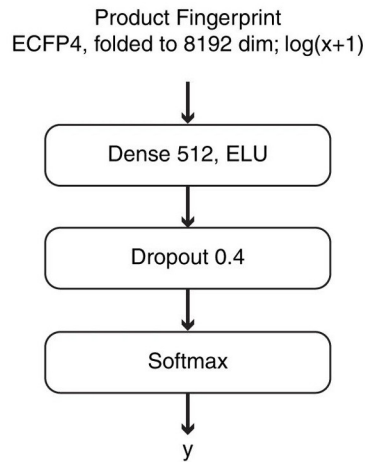 Product Fingerprint
ECFP4, folded to 8192 dim; log(x+1)
Dense 512, ELU
Dropout 0.4
Softmax
y